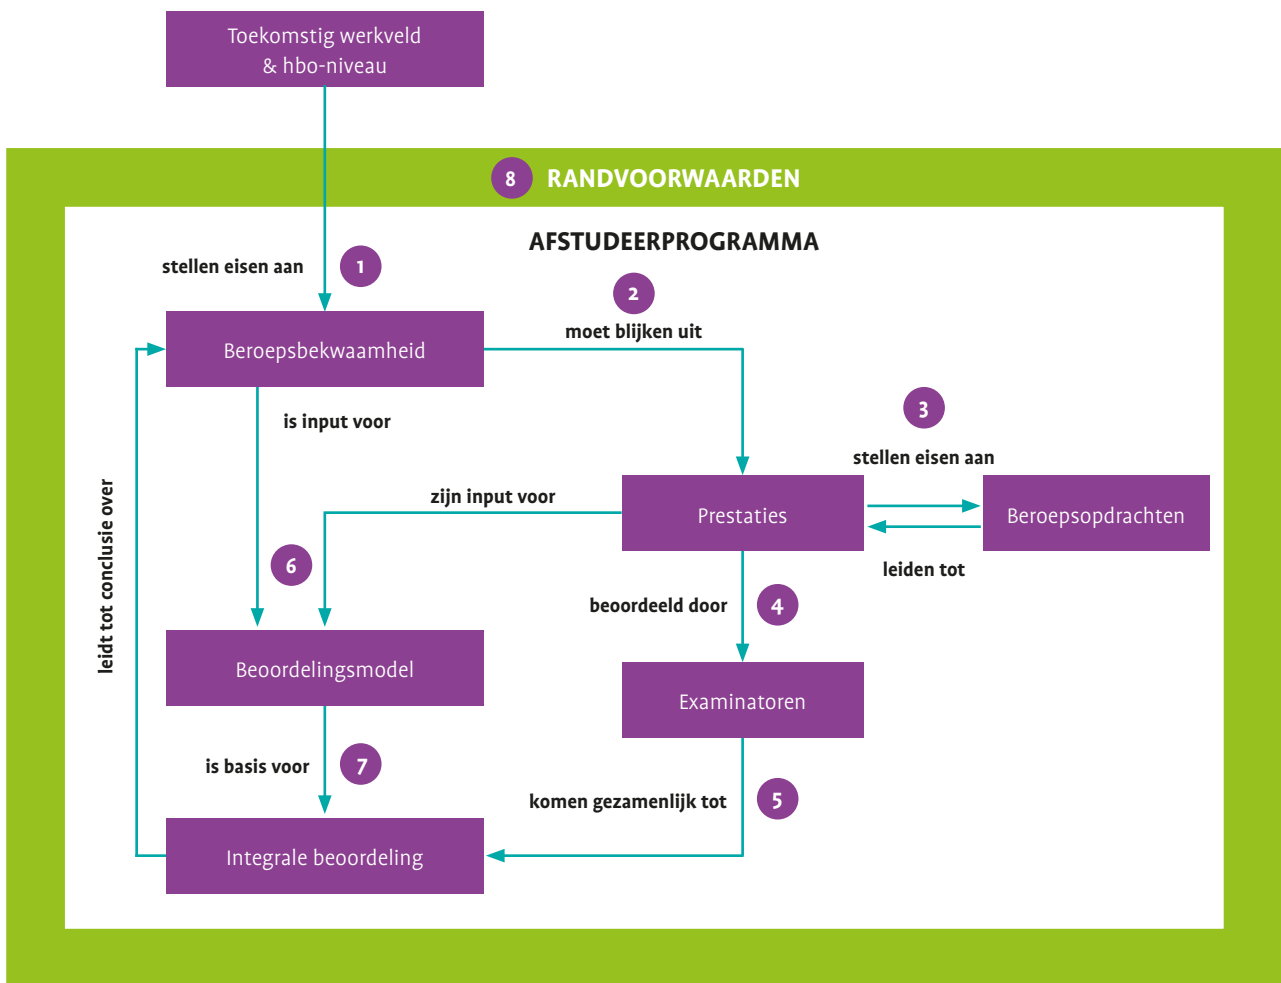 Toekomstig werkveld
& hbo-niveau
8 RANDVOORWAARDEN
AFSTUDEERPROGRAMMA
stellen eisen aan 1
2
moet blijken uit
Beroepsbekwaamheid
is input voor
3
stellen eisen aan
zijn input voor
Prestaties
Beroepsopdrachten
leiden tot
leidt tot conclusie over
6
beoordeeld door 4
Beoordelingsmodel
Examinatoren
is basis voor 7
komen gezamenlijk tot 5
Integrale beoordeling